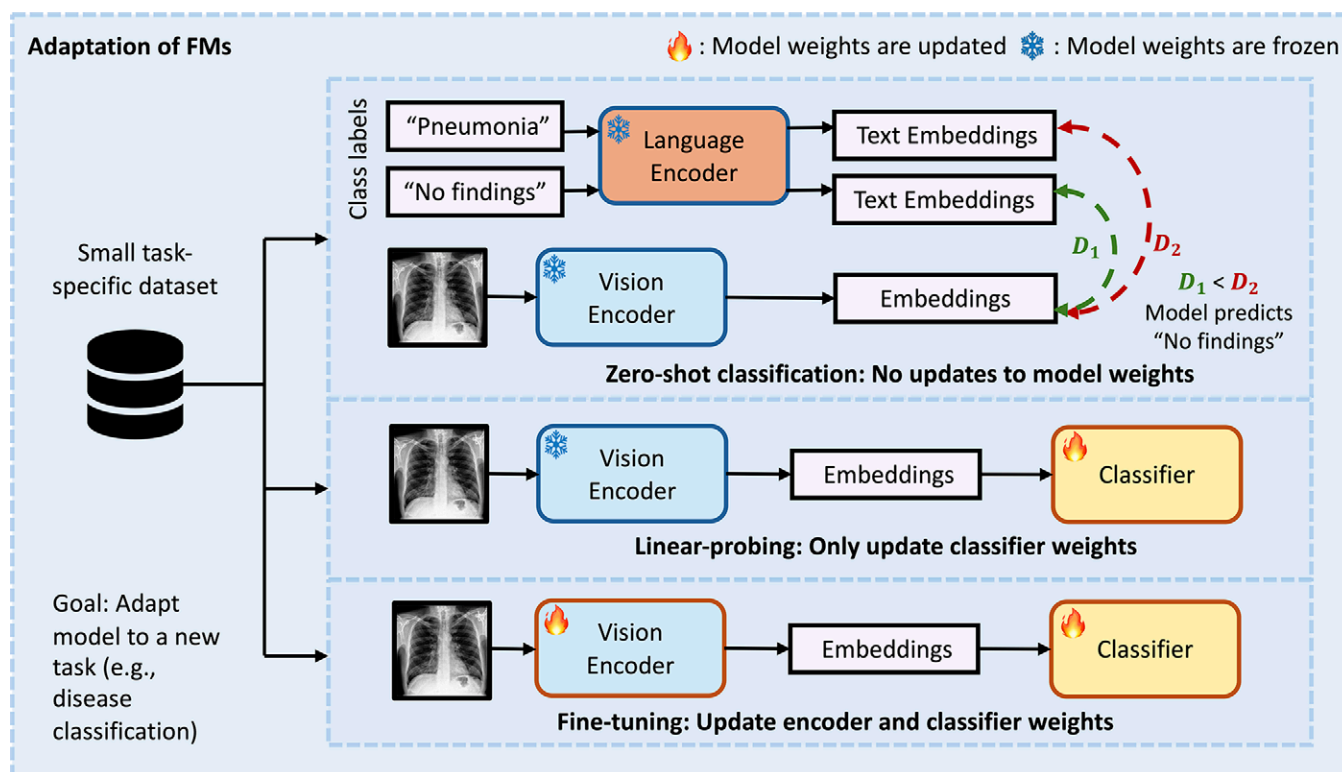 Adaptation of FMs
: Model weights are updated
: Model weights are frozen
Class labels
“Pneumonia”
“No findings”
Language
Encoder
Text Embeddings
Text Embeddings
Vision
Encoder
Embeddings
D1
D2
D1 < D2
Model predicts
“No findings”
Zero-shot classification: No updates to model weights
Small task-
specific dataset
Vision
Encoder
Embeddings
Classifier
Linear-probing: Only update classifier weights
Goal: Adapt
model to a new
task (e.g.,
disease
classification)
Vision
Encoder
Embeddings
Classifier
Fine-tuning: Update encoder and classifier weights